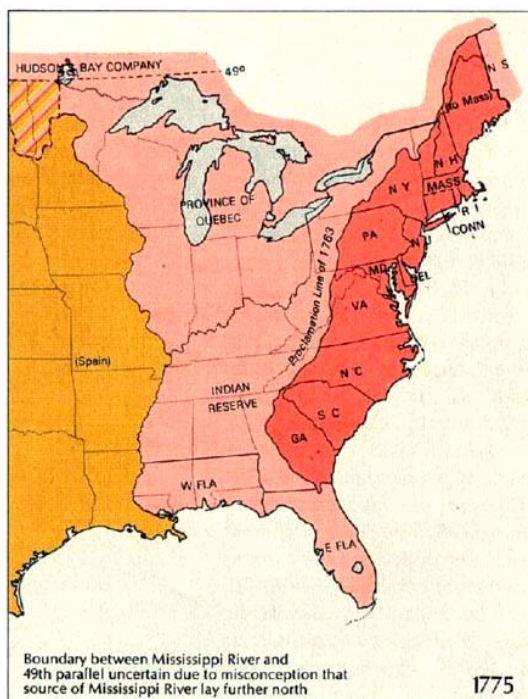 HUDSON BAY COMPANY
49°
N S
(to Mass)
N H
N Y
MASS
R I
CONN
PROVINCE OF
QUEBEC
PA
N J
Proclamation Line of 1763
MD
DEL
VA
(Spain)
N C
INDIAN
RESERVE
S C
GA
W FLA
E FLA
Boundary between Mississippi River and
49th parallel uncertain due to misconception that
source of Mississippi River lay further north
1775